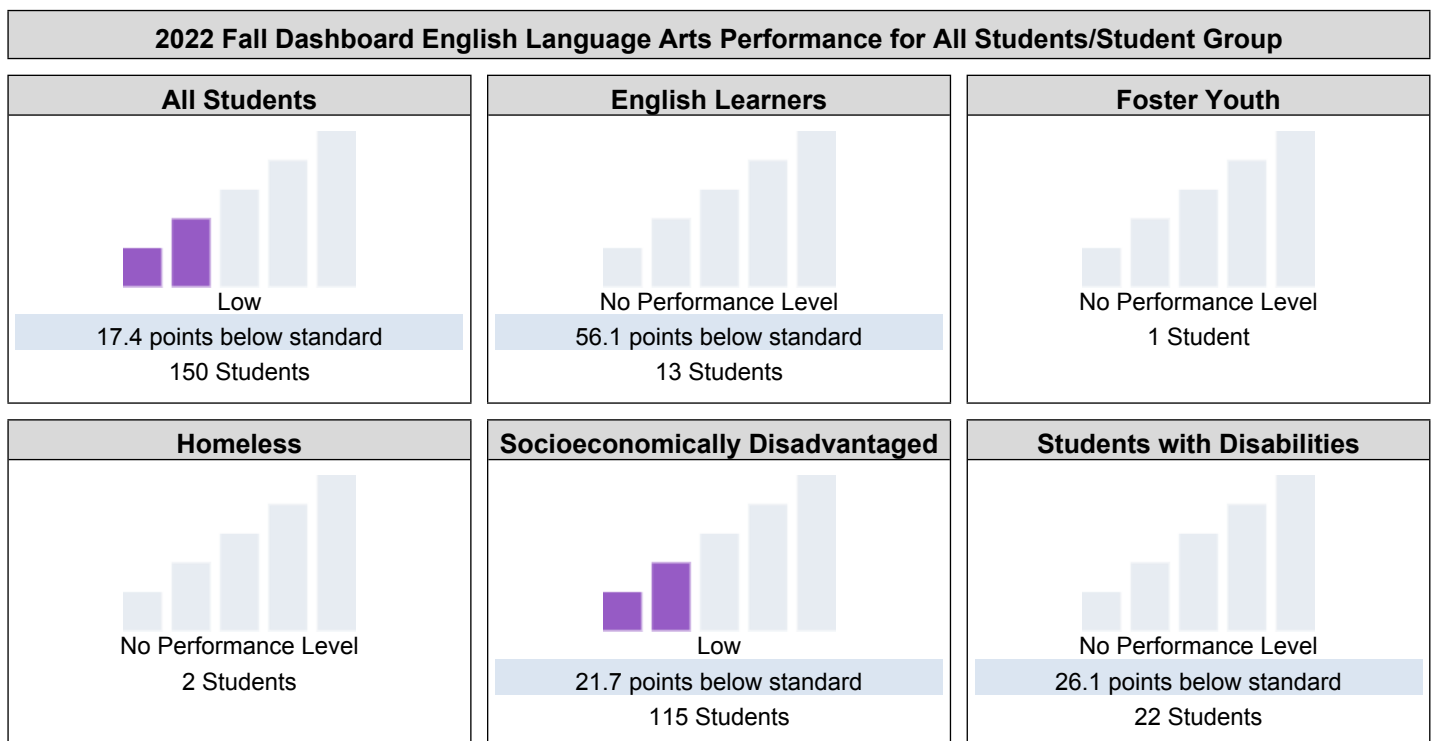 2022 Fall Dashboard English Language Arts Performance for All Students/Student Group
All Students
Low
17.4 points below standard
150 Students
English Learners
No Performance Level
56.1 points below standard
13 Students
Foster Youth
No Performance Level
1 Student
Homeless
No Performance Level
2 Students
Socioeconomically Disadvantaged
Low
21.7 points below standard
115 Students
Students with Disabilities
No Performance Level
26.1 points below standard
22 Students